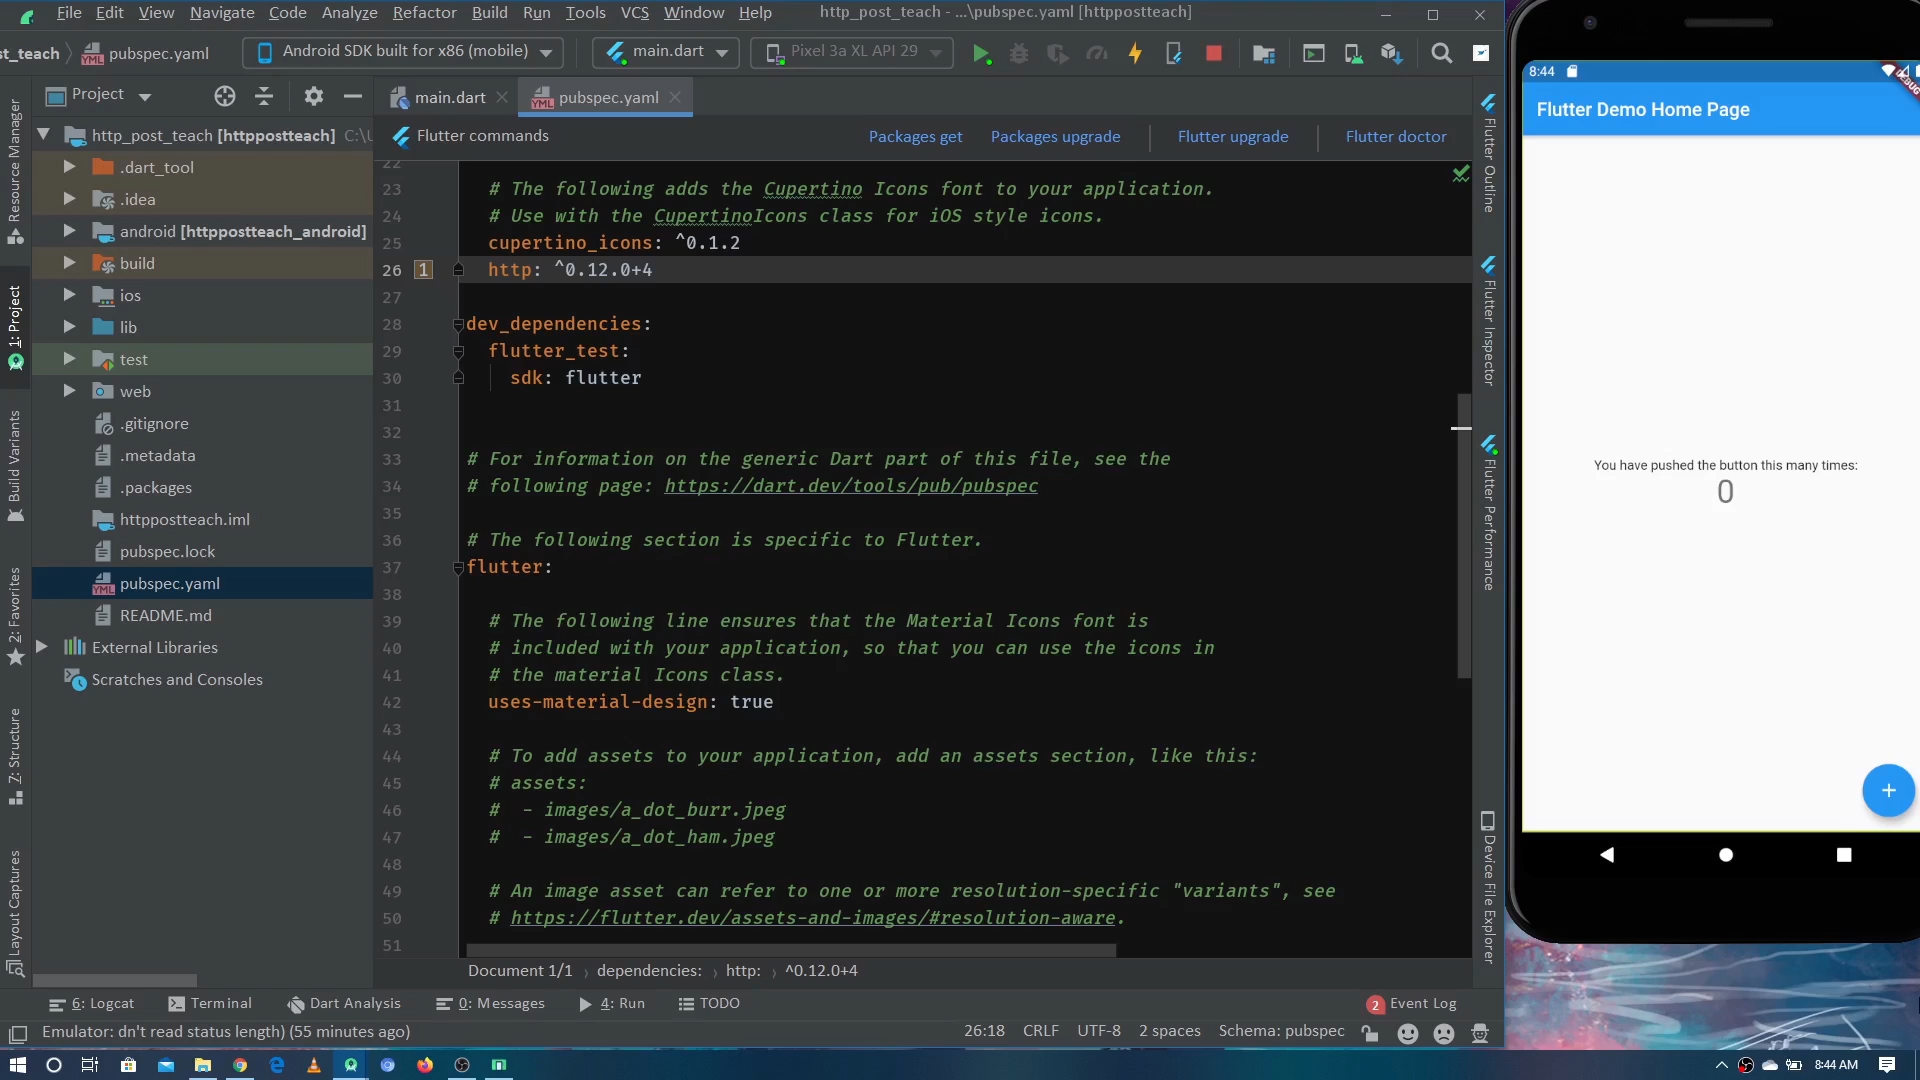 File Edit View Navigate Code Analyze Refactor Build Run Tools VCS Window Help http_post_teach - ...\pubspec.yaml [httppostteach]
st_teach pubspec.yaml Android SDK built for x86 (mobile) main.dart Pixel 3a XL API 29
Project
main.dart pubspec.yaml
http_post_teach [httppostteach] C:\U
.dart_tool
.idea
android [httppostteach_android]
build
ios
lib
test
web
.gitignore
.metadata
.packages
httppostteach.iml
pubspec.lock
pubspec.yaml
README.md
External Libraries
Scratches and Consoles
Resource Manager
1: Project
Build Variants
2: Favorites
7: Structure
Layout Captures
Flutter commands Packages get Packages upgrade Flutter upgrade Flutter doctor
22
23 # The following adds the Cupertino Icons font to your application.
24 # Use with the CupertinoIcons class for iOS style icons.
25 cupertino_icons: ^0.1.2
26 1 http: ^0.12.0+4
27
28 dev_dependencies:
29 flutter_test:
30 sdk: flutter
31
32
33 # For information on the generic Dart part of this file, see the
34 # following page: https://dart.dev/tools/pub/pubspec
35
36 # The following section is specific to Flutter.
37 flutter:
38
39 # The following line ensures that the Material Icons font is
40 # included with your application, so that you can use the icons in
41 # the material Icons class.
42 uses-material-design: true
43
44 # To add assets to your application, add an assets section, like this:
45 # assets:
46 #  - images/a_dot_burr.jpeg
47 #  - images/a_dot_ham.jpeg
48
49 # An image asset can refer to one or more resolution-specific "variants", see
50 # https://flutter.dev/assets-and-images/#resolution-aware.
51
Document 1/1 › dependencies: › http: › ^0.12.0+4
Flutter Outline
Flutter Inspector
Flutter Performance
Device File Explorer
6: Logcat Terminal Dart Analysis 0: Messages 4: Run TODO 2 Event Log
Emulator: dn't read status length) (55 minutes ago) 26:18 CRLF UTF-8 2 spaces Schema: pubspec
8:44
DEBUG
Flutter Demo Home Page
You have pushed the button this many times:
0
+
8:44 AM